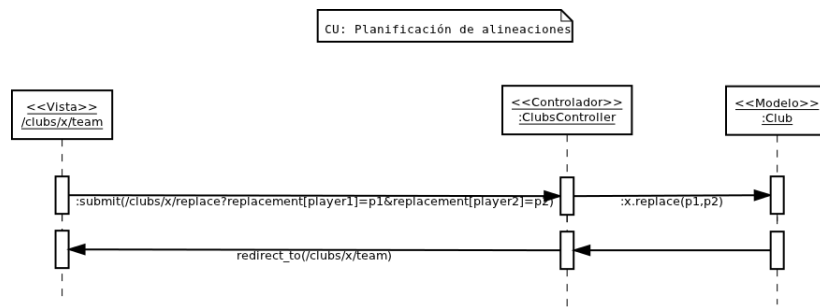 CU: Planificación de alineaciones
<<Vista>>
/clubs/x/team
<<Controlador>>
:ClubsController
<<Modelo>>
:Club
:submit(/clubs/x/replace?replacement[player1]=p1&replacement[player2]=p2)
:x.replace(p1,p2)
redirect_to(/clubs/x/team)